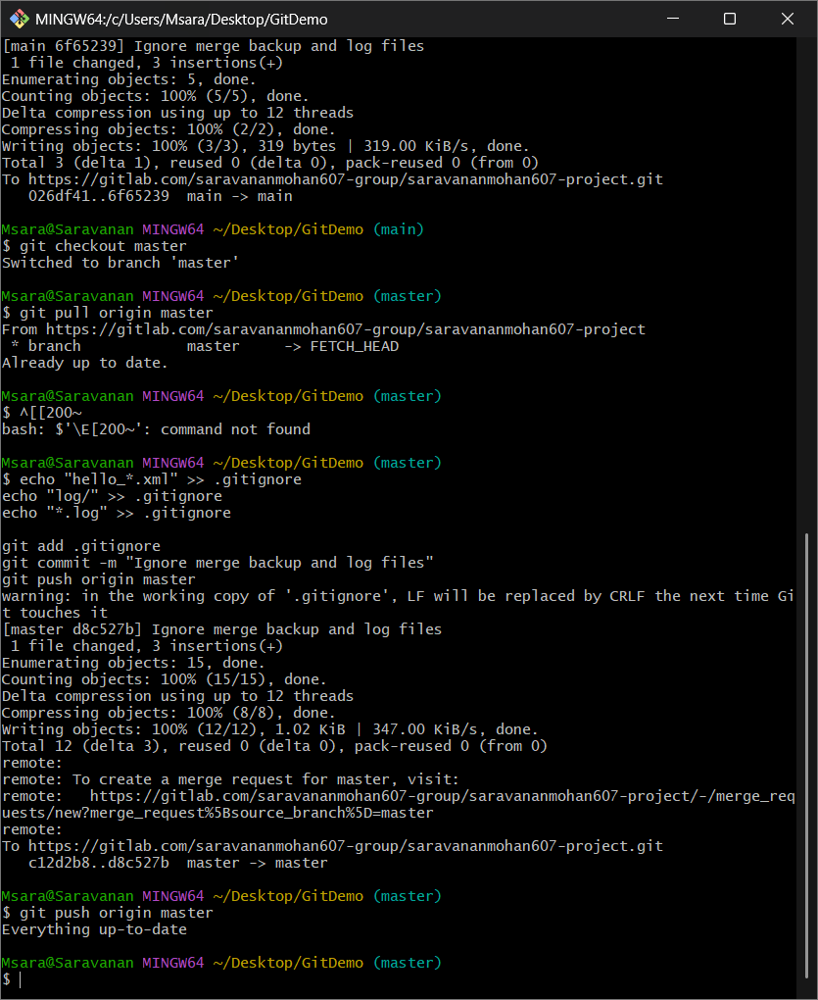 MINGW64:/c/Users/Msara/Desktop/GitDemo
[main 6f65239] Ignore merge backup and log files
 1 file changed, 3 insertions(+)
Enumerating objects: 5, done.
Counting objects: 100% (5/5), done.
Delta compression using up to 12 threads
Compressing objects: 100% (2/2), done.
Writing objects: 100% (3/3), 319 bytes | 319.00 KiB/s, done.
Total 3 (delta 1), reused 0 (delta 0), pack-reused 0 (from 0)
To https://gitlab.com/saravananmohan607-group/saravananmohan607-project.git
   026df41..6f65239  main -> main
Msara@Saravanan MINGW64 ~/Desktop/GitDemo (main)
$ git checkout master
Switched to branch 'master'
Msara@Saravanan MINGW64 ~/Desktop/GitDemo (master)
$ git pull origin master
From https://gitlab.com/saravananmohan607-group/saravananmohan607-project
 * branch            master     -> FETCH_HEAD
Already up to date.
Msara@Saravanan MINGW64 ~/Desktop/GitDemo (master)
$ ^[[200~
bash: $'\E[200~': command not found
Msara@Saravanan MINGW64 ~/Desktop/GitDemo (master)
$ echo "hello_*.xml" >> .gitignore
echo "log/" >> .gitignore
echo "*.log" >> .gitignore
git add .gitignore
git commit -m "Ignore merge backup and log files"
git push origin master
warning: in the working copy of '.gitignore', LF will be replaced by CRLF the next time Gi
t touches it
[master d8c527b] Ignore merge backup and log files
 1 file changed, 3 insertions(+)
Enumerating objects: 15, done.
Counting objects: 100% (15/15), done.
Delta compression using up to 12 threads
Compressing objects: 100% (8/8), done.
Writing objects: 100% (12/12), 1.02 KiB | 347.00 KiB/s, done.
Total 12 (delta 3), reused 0 (delta 0), pack-reused 0 (from 0)
remote:
remote: To create a merge request for master, visit:
remote:   https://gitlab.com/saravananmohan607-group/saravananmohan607-project/-/merge_req
uests/new?merge_request%5Bsource_branch%5D=master
remote:
To https://gitlab.com/saravananmohan607-group/saravananmohan607-project.git
   c12d2b8..d8c527b  master -> master
Msara@Saravanan MINGW64 ~/Desktop/GitDemo (master)
$ git push origin master
Everything up-to-date
Msara@Saravanan MINGW64 ~/Desktop/GitDemo (master)
$